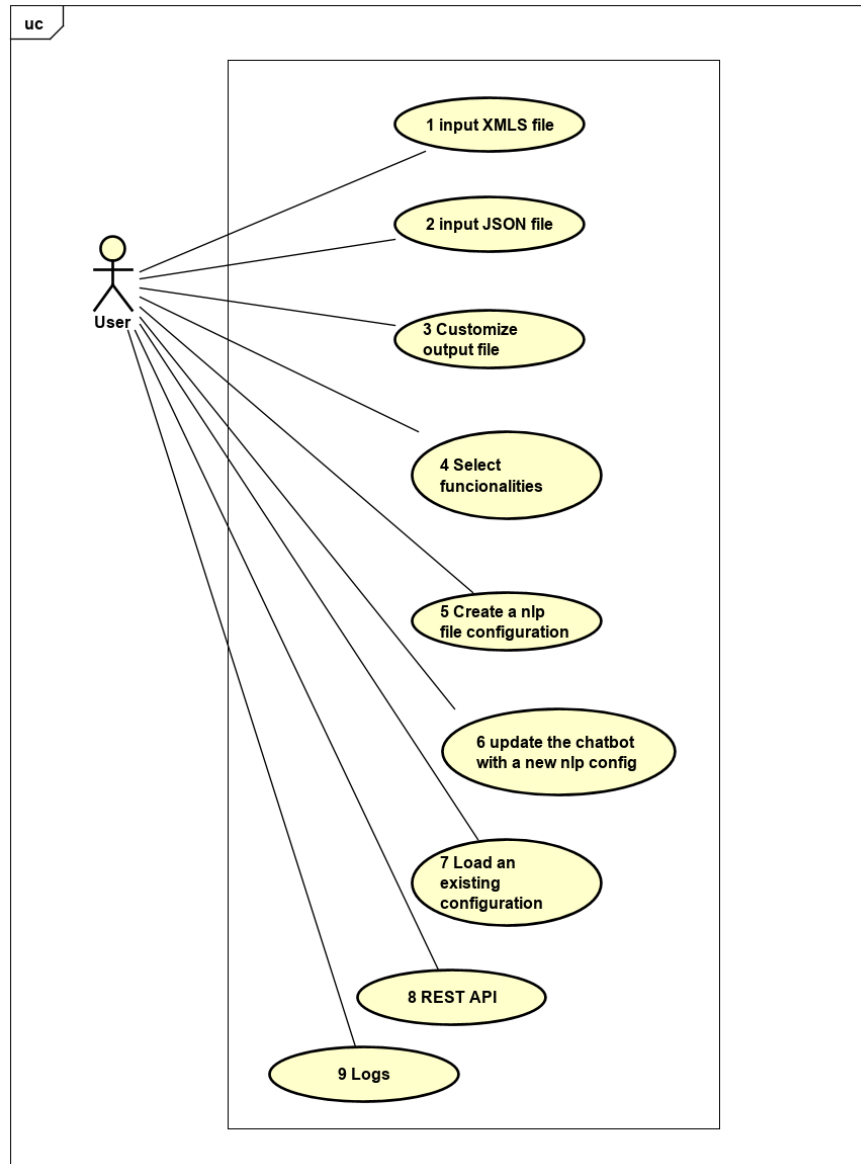 uc
1 input XMLS file
2 input JSON file
User
3 Customize
output file
4 Select
funcionalities
5 Create a nlp
file configuration
6 update the chatbot
with a new nlp config
7 Load an
existing
configuration
8 REST API
9 Logs